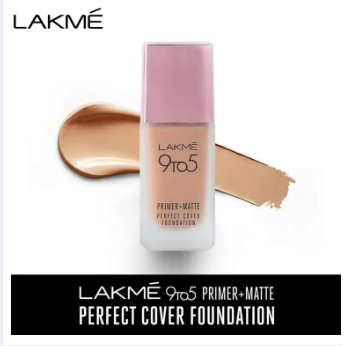 LAKMÉ
LAKMÉ
9to5
PRIMER+MATTE
PERFECT COVER
FOUNDATION
LAKMÉ 9to5 PRIMER+MATTE
PERFECT COVER FOUNDATION